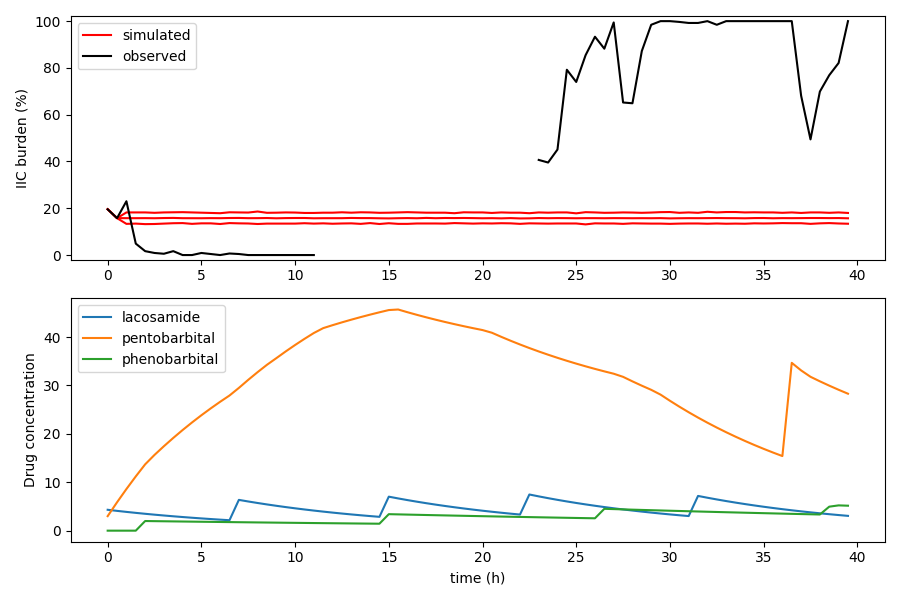 IIC burden (%)
100
80
60
40
20
0
simulated
observed
0 5 10 15 20 25 30 35 40
Drug concentration
40
30
20
10
0
lacosamide
pentobarbital
phenobarbital
0 5 10 15 20 25 30 35 40
time (h)